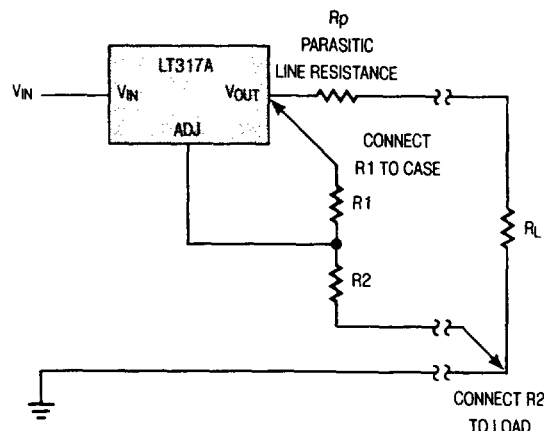 Rp
PARASITIC
LINE RESISTANCE
LT317A
VIN
VIN
VOUT
ADJ
CONNECT
R1 TO CASE
R1
RL
R2
CONNECT R2
TO LOAD